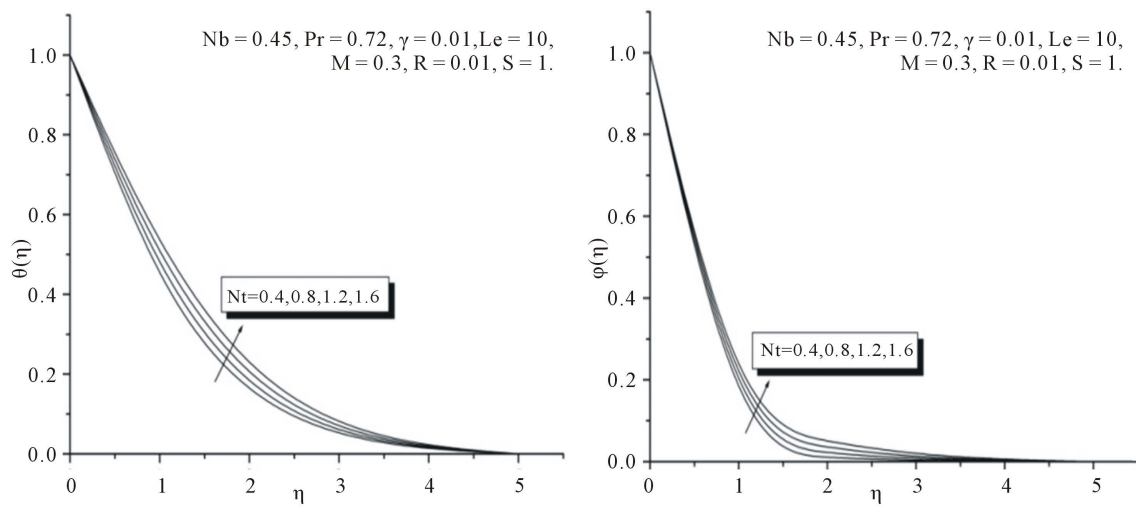 Nb = 0.45, Pr = 0.72, γ = 0.01,Le = 10,
M = 0.3, R = 0.01, S = 1.
1.0
0.8
0.6
0.4
0.2
0.0
θ(η)
Nt=0.4,0.8,1.2,1.6
0 1 2 3 4 5
η
Nb = 0.45, Pr = 0.72, γ = 0.01, Le = 10,
M = 0.3, R = 0.01, S = 1.
1.0
0.8
0.6
0.4
0.2
0.0
φ(η)
Nt=0.4,0.8,1.2,1.6
0 1 2 3 4 5
η